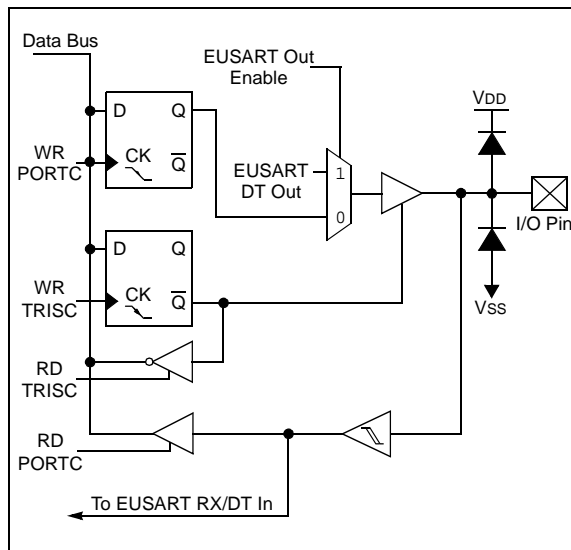 Data Bus
EUSART Out
Enable
VDD
D Q
WR
PORTC
CK
Q
EUSART
DT Out
1
0
I/O Pin
D Q
WR
TRISC
CK
Q
VSS
RD
TRISC
RD
PORTC
To EUSART RX/DT In